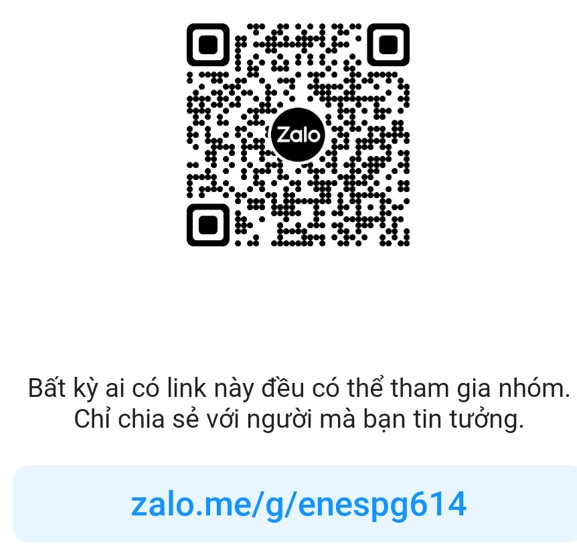 Zalo
Bất kỳ ai có link này đều có thể tham gia nhóm.
Chỉ chia sẻ với người mà bạn tin tưởng.
zalo.me/g/enespg614